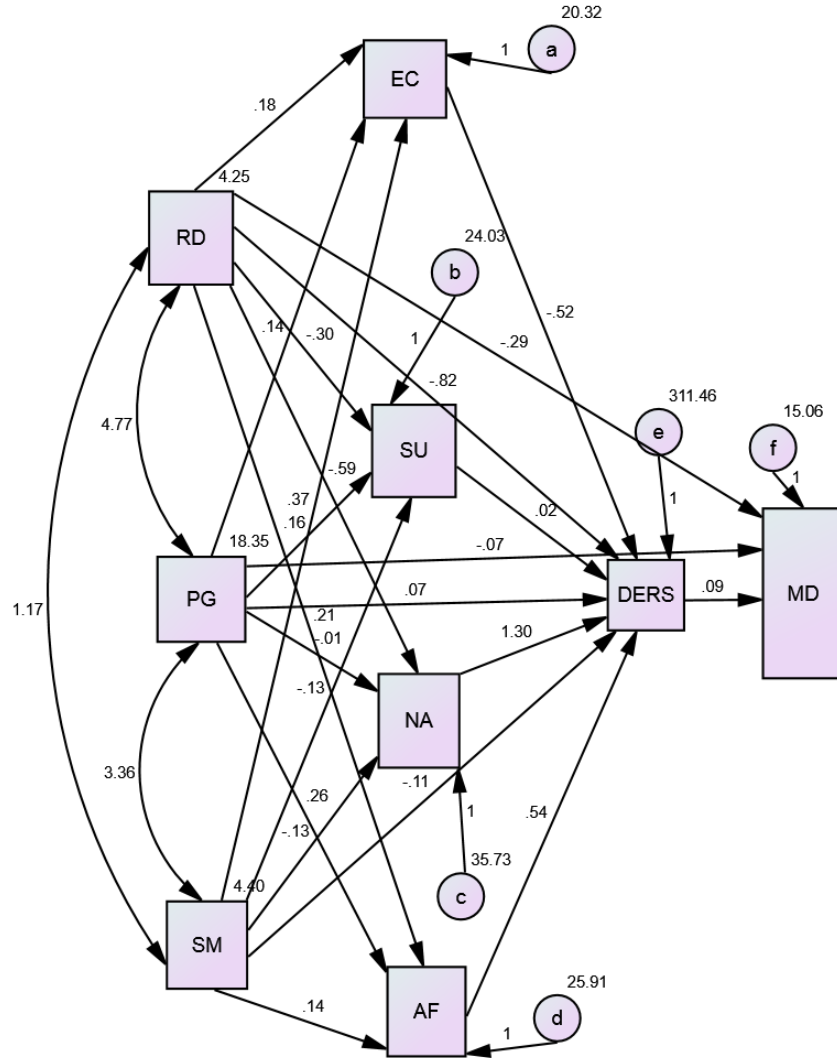 20.32
a
1
EC
.18
4.25
RD
24.03
b
.14
-.30
1
-.52
-.29
-.82
4.77
311.46
e
15.06
f
1
SU
-.59
.37
.16
1
.02
18.35
-.07
PG
.07
DERS
.09
MD
1.17
.21
-.01
1.30
-.13
NA
3.36
-.11
.26
-.13
1
.54
35.73
c
4.40
SM
.14
AF
25.91
d
1